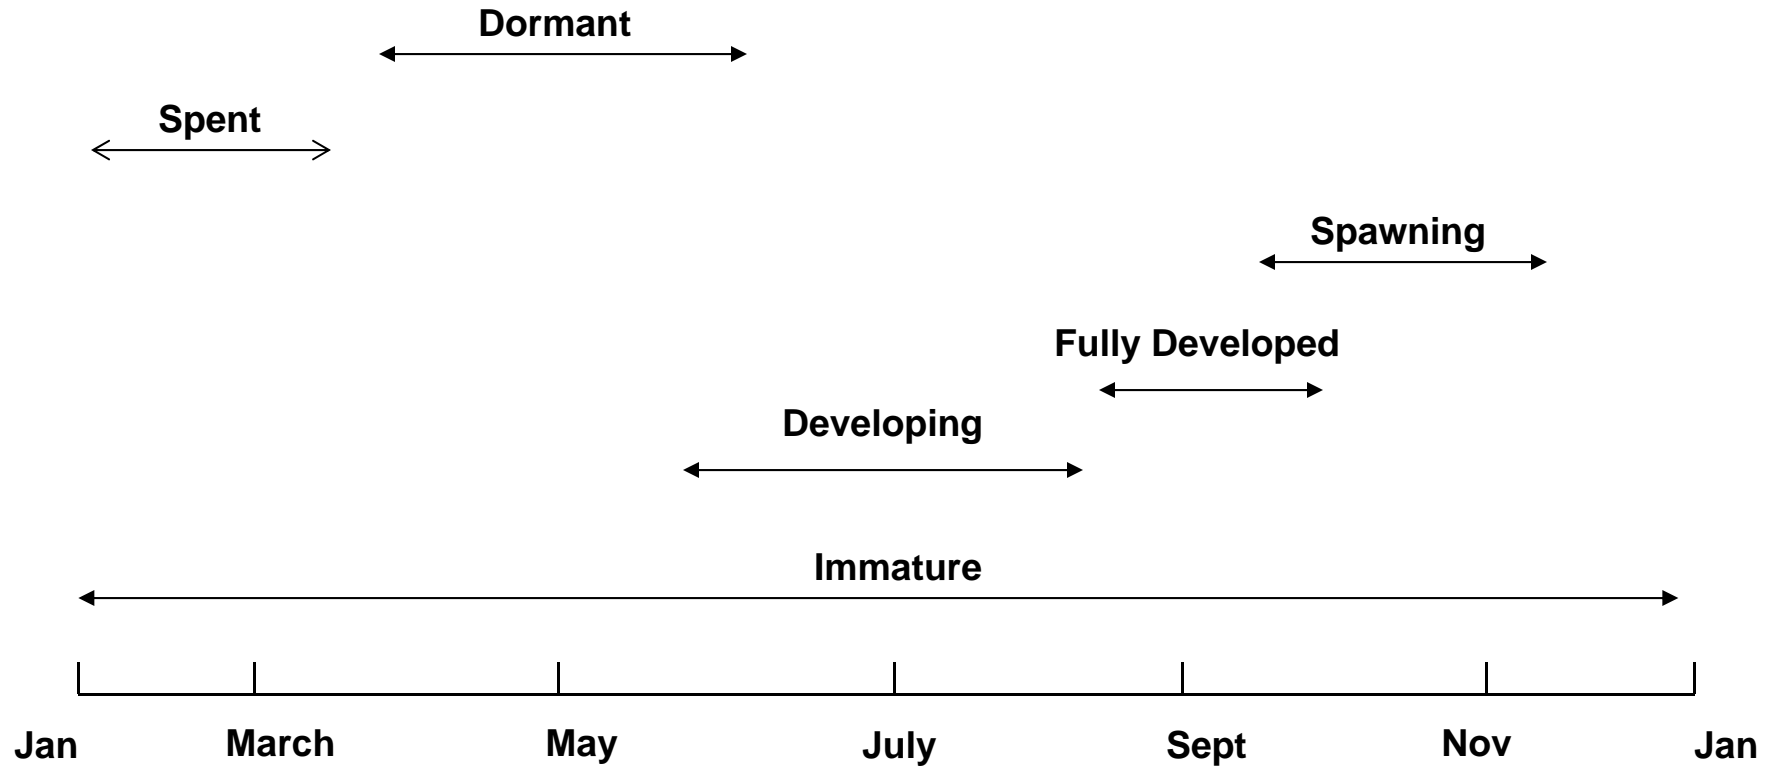 Dormant
Spent
Spawning
Fully Developed
Developing
Immature
Jan March May July Sept Nov Jan